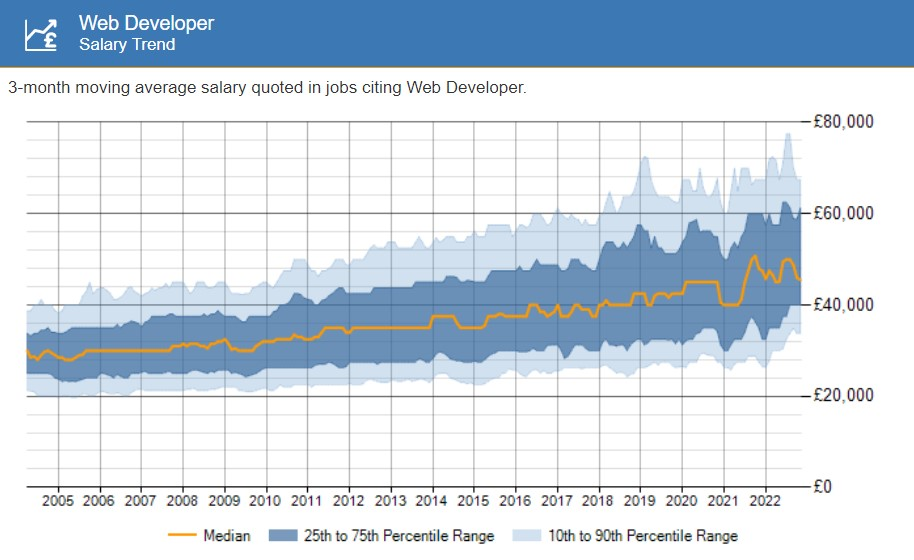 Web Developer
Salary Trend
3-month moving average salary quoted in jobs citing Web Developer.
£80,000
£60,000
£40,000
£20,000
£0
2005 2006 2007 2008 2009 2010 2011 2012 2013 2014 2015 2016 2017 2018 2019 2020 2021 2022
Median 25th to 75th Percentile Range 10th to 90th Percentile Range